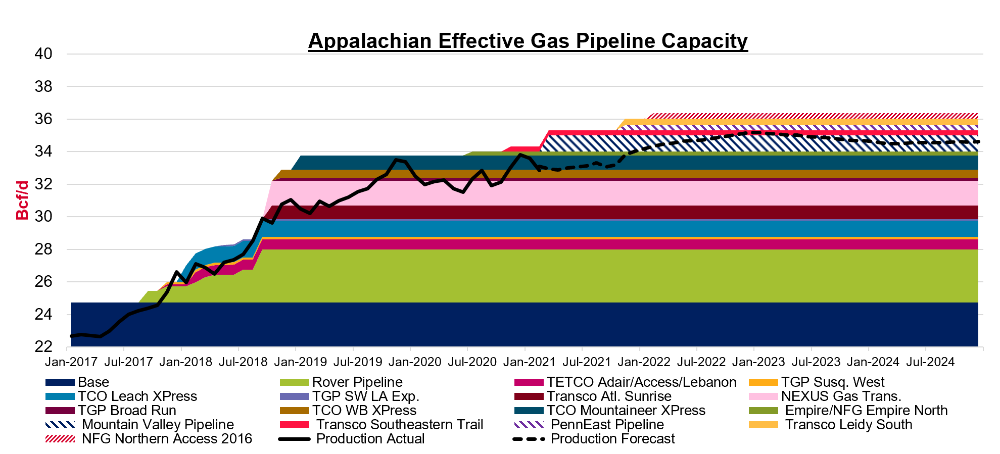 Appalachian Effective Gas Pipeline Capacity
40
38
36
34
32
30
28
26
24
22
Bcf/d
Jan-2017 Jul-2017 Jan-2018 Jul-2018 Jan-2019 Jul-2019 Jan-2020 Jul-2020 Jan-2021 Jul-2021 Jan-2022 Jul-2022 Jan-2023 Jul-2023 Jan-2024 Jul-2024
Base Rover Pipeline TETCO Adair/Access/Lebanon TGP Susq. West
TCO Leach XPress TGP SW LA Exp. Transco Atl. Sunrise NEXUS Gas Trans.
TGP Broad Run TCO WB XPress TCO Mountaineer XPress Empire/NFG Empire North
Mountain Valley Pipeline Transco Southeastern Trail PennEast Pipeline Transco Leidy South
NFG Northern Access 2016 Production Actual Production Forecast